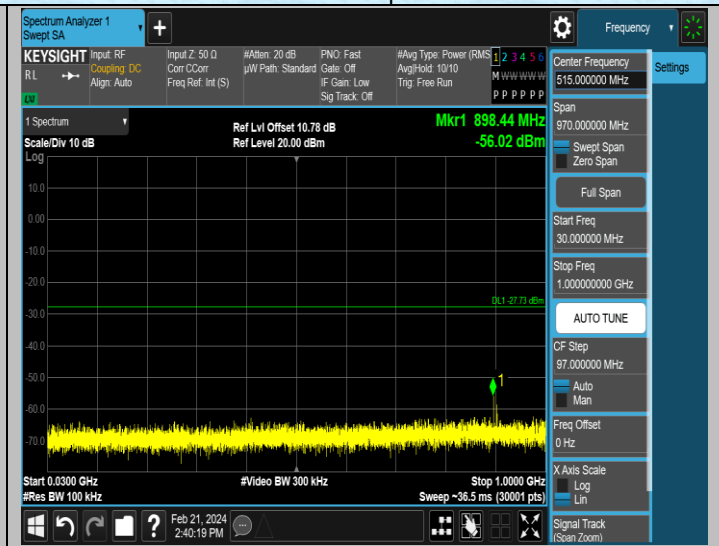 Spectrum Analyzer 1
Swept SA
+
Frequency
KEYSIGHT
RL
Input: RF
Coupling: DC
Align: Auto
Input Z: 50 Ω
Corr CCorr
Freq Ref: Int (S)
#Atten: 20 dB
µW Path: Standard
PNO: Fast
Gate: Off
IF Gain: Low
Sig Track: Off
#Avg Type: Power (RMS
Avg|Hold: 10/10
Trig: Free Run
1 2 3 4 5 6
M W W W W W
P P P P P P
1 Spectrum
Scale/Div 10 dB
Log
Ref Lvl Offset 10.78 dB
Ref Level 20.00 dBm
Mkr1 898.44 MHz
-56.02 dBm
10.0
0.00
-10.0
-20.0
DL1 -27.73 dBm
-30.0
-40.0
-50.0
1
-60.0
-70.0
Start 0.0300 GHz
#Res BW 100 kHz
#Video BW 300 kHz
Stop 1.0000 GHz
Sweep ~36.5 ms (30001 pts)
?
Feb 21, 2024
2:40:19 PM
Center Frequency
515.000000 MHz
Settings
Span
970.000000 MHz
Swept Span
Zero Span
Full Span
Start Freq
30.000000 MHz
Stop Freq
1.000000000 GHz
AUTO TUNE
CF Step
97.000000 MHz
Auto
Man
Freq Offset
0 Hz
X Axis Scale
Log
Lin
Signal Track
(Span Zoom)